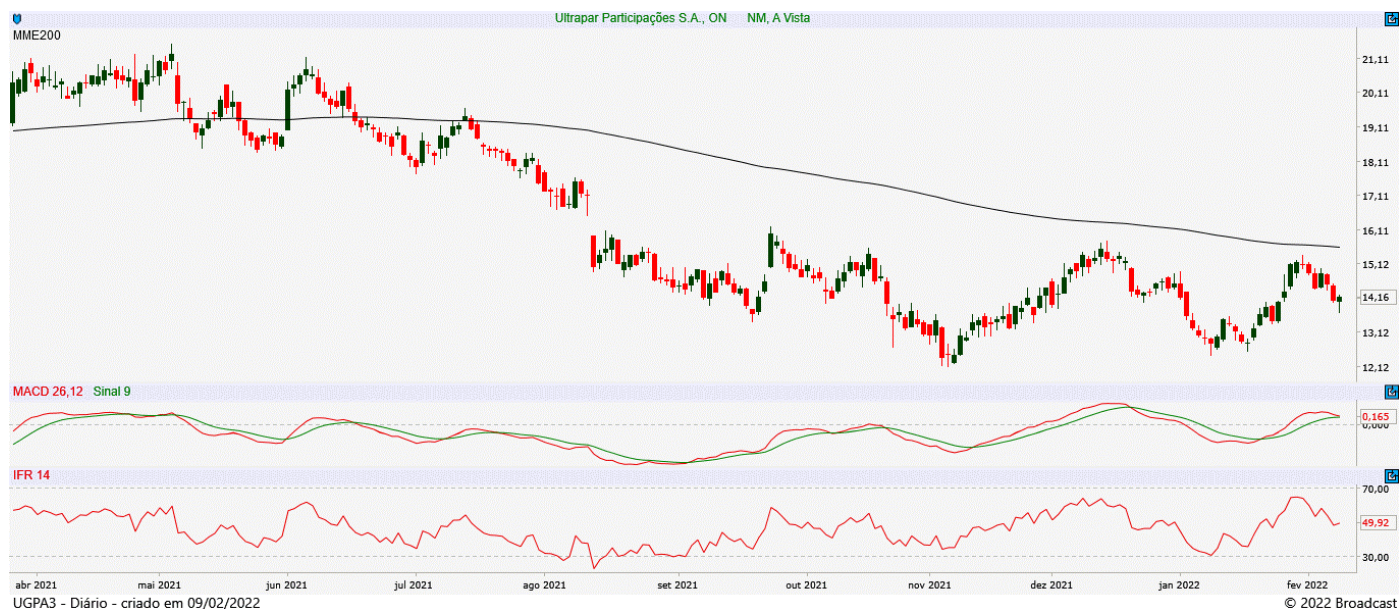 Ultrapar Participações S.A., ON NM, A Vista
MME200
21,11
20,11
19,11
18,11
17,11
16,11
15,12
14,16
13,12
12,12
MACD 26,12 Sinal 9
0,165
0,000
IFR 14
70,00
49,92
30,00
abr 2021 mai 2021 jun 2021 jul 2021 ago 2021 set 2021 out 2021 nov 2021 dez 2021 jan 2022 fev 2022
UGPA3 - Diário - criado em 09/02/2022 © 2022 Broadcast